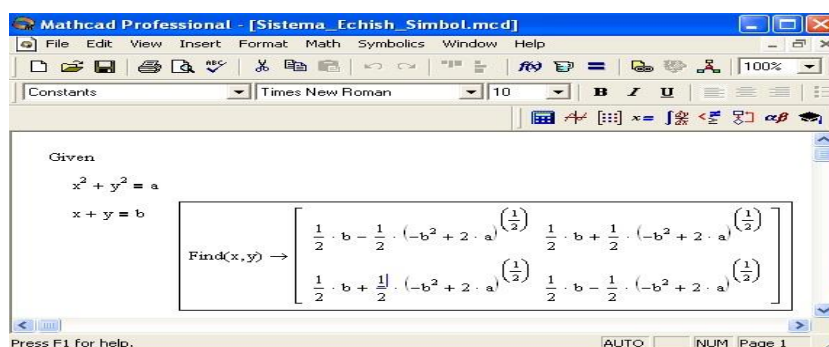 Mathcad Professional - [Sistema_Echish_Simbol.mcd]
File Edit View Insert Format Math Symbolics Window Help
100%
Constants Times New Roman 10 B I U
x= αβ
Given
x² + y² = a
x + y = b
Find(x,y) → [ 1/2 · b − 1/2 · (−b² + 2 · a)^(1/2) 1/2 · b + 1/2 · (−b² + 2 · a)^(1/2)
1/2 · b + 1/2 · (−b² + 2 · a)^(1/2) 1/2 · b − 1/2 · (−b² + 2 · a)^(1/2) ]
Press F1 for help. AUTO NUM Page 1